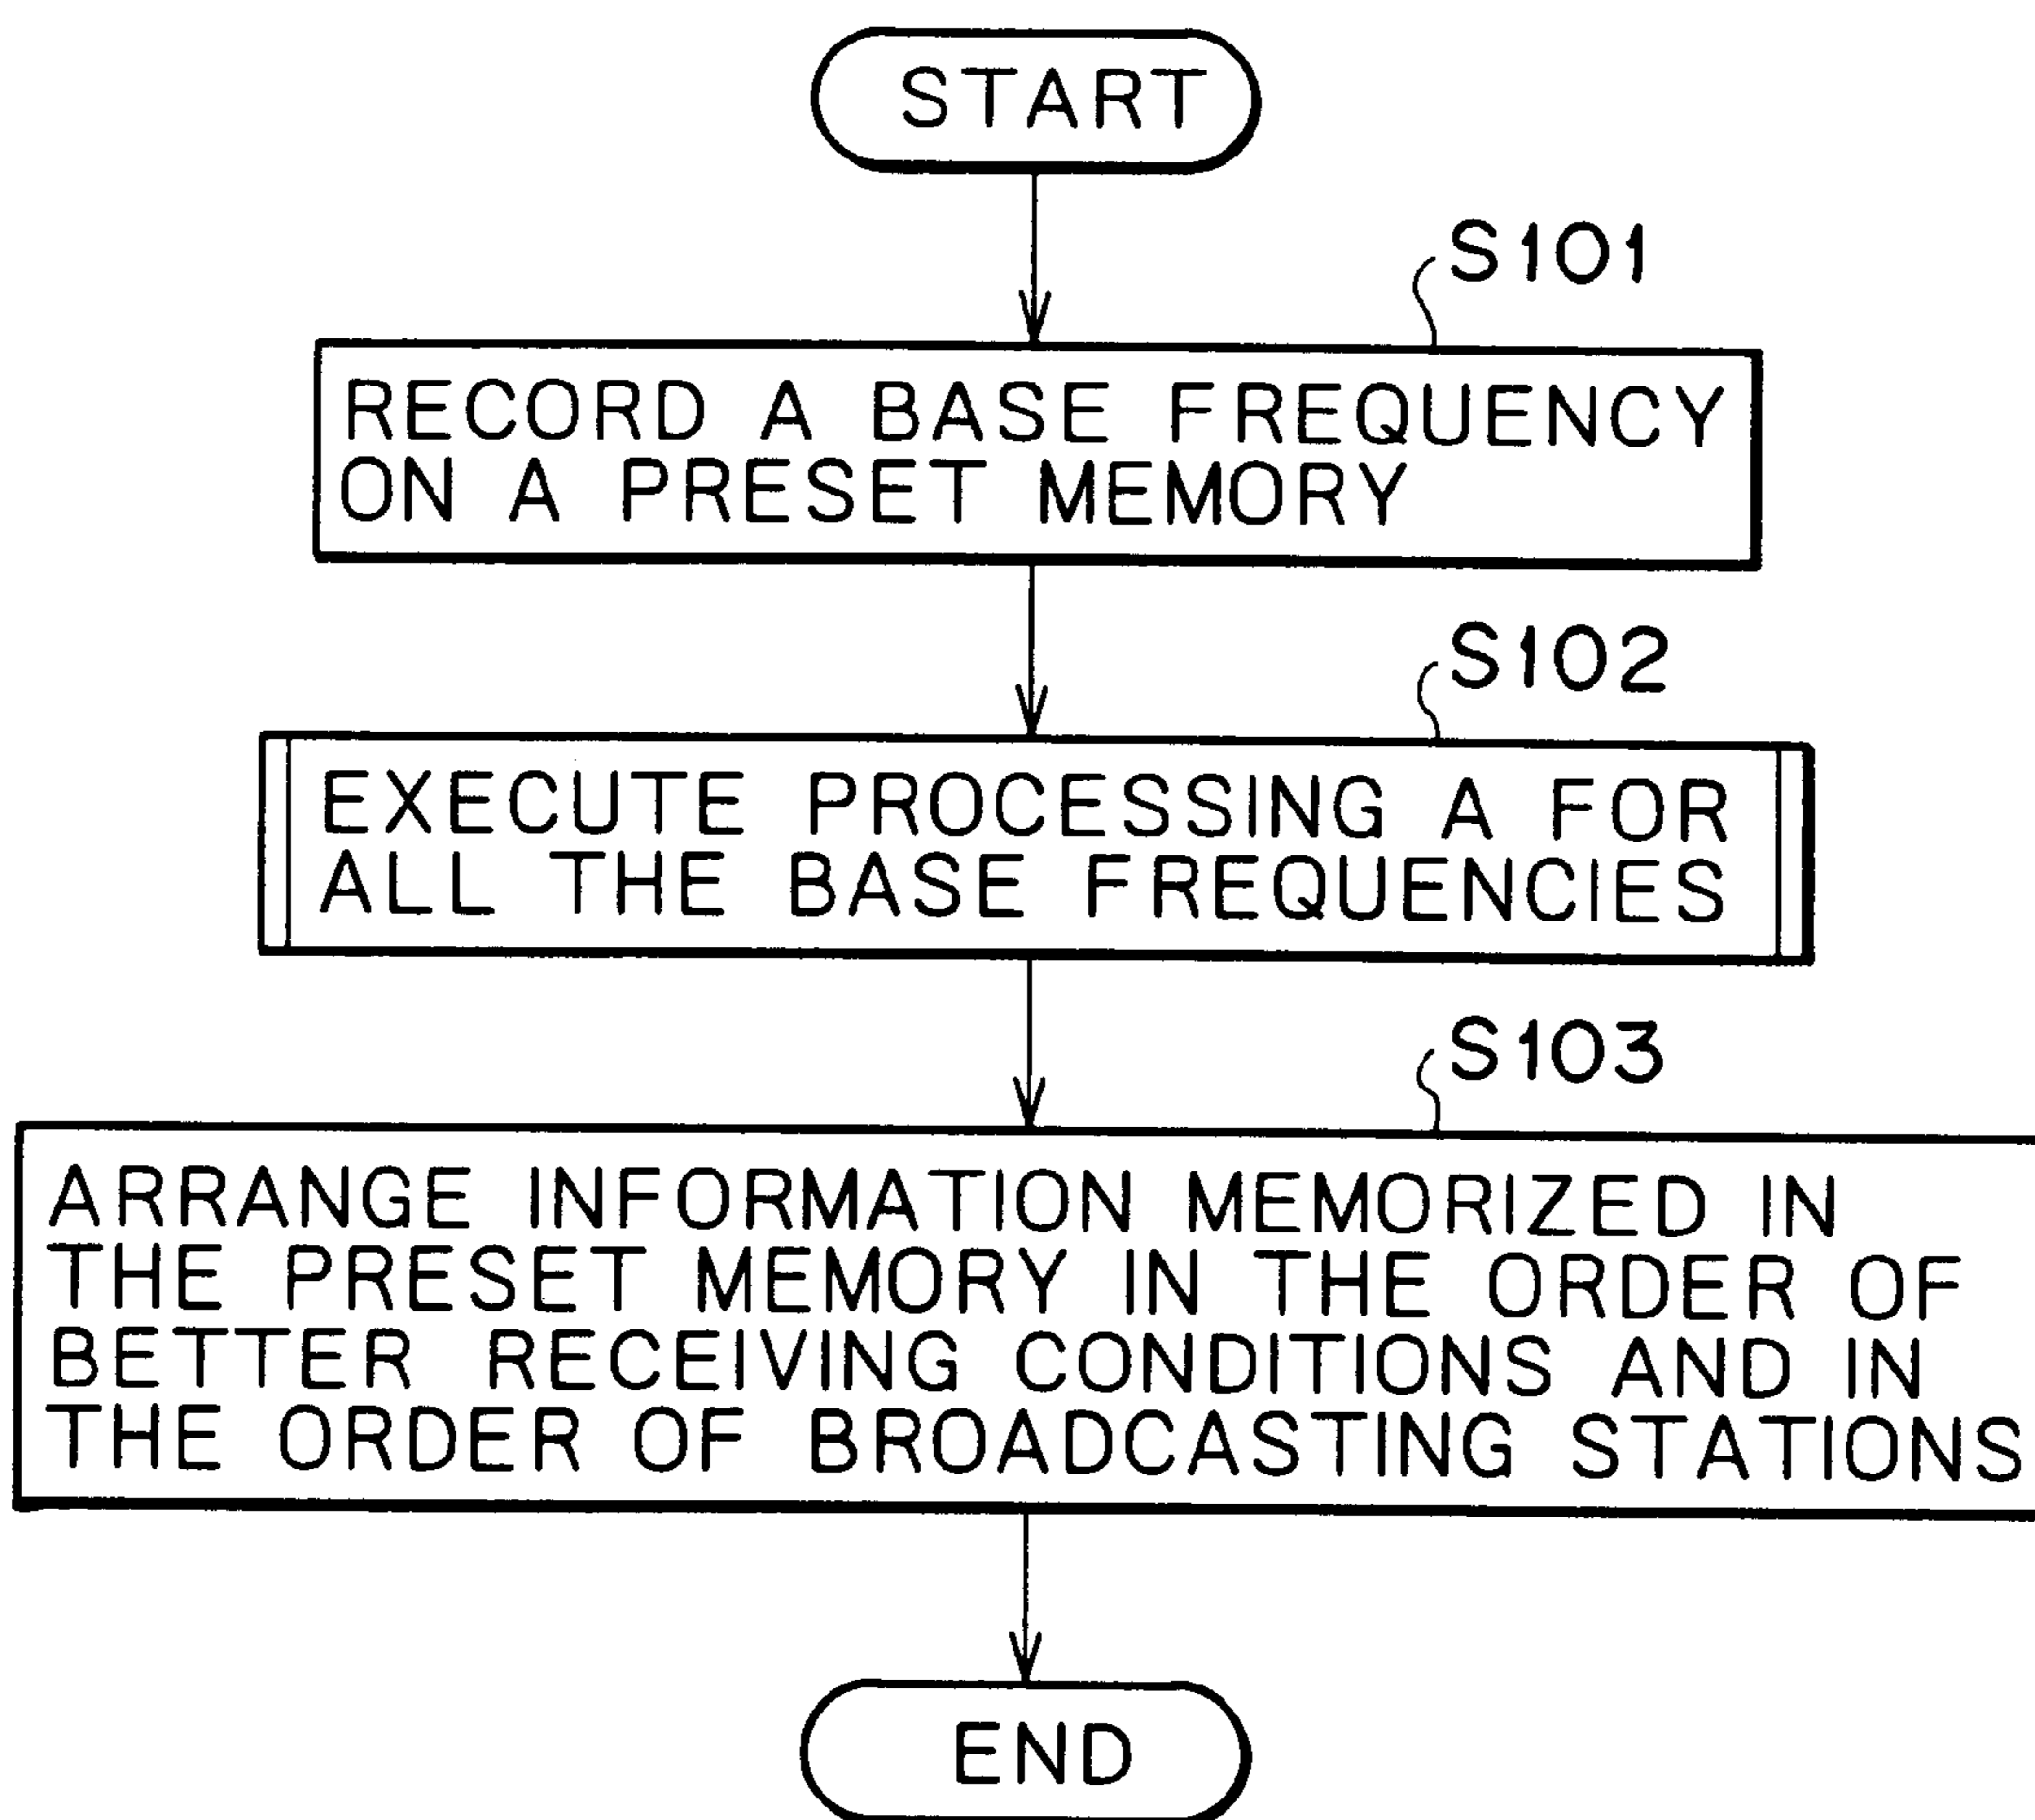 START
S101
RECORD A BASE FREQUENCY
ON A PRESET MEMORY
S102
EXECUTE PROCESSING A FOR
ALL THE BASE FREQUENCIES
S103
ARRANGE INFORMATION MEMORIZED IN
THE PRESET MEMORY IN THE ORDER OF
BETTER RECEIVING CONDITIONS AND IN
THE ORDER OF BROADCASTING STATIONS
END